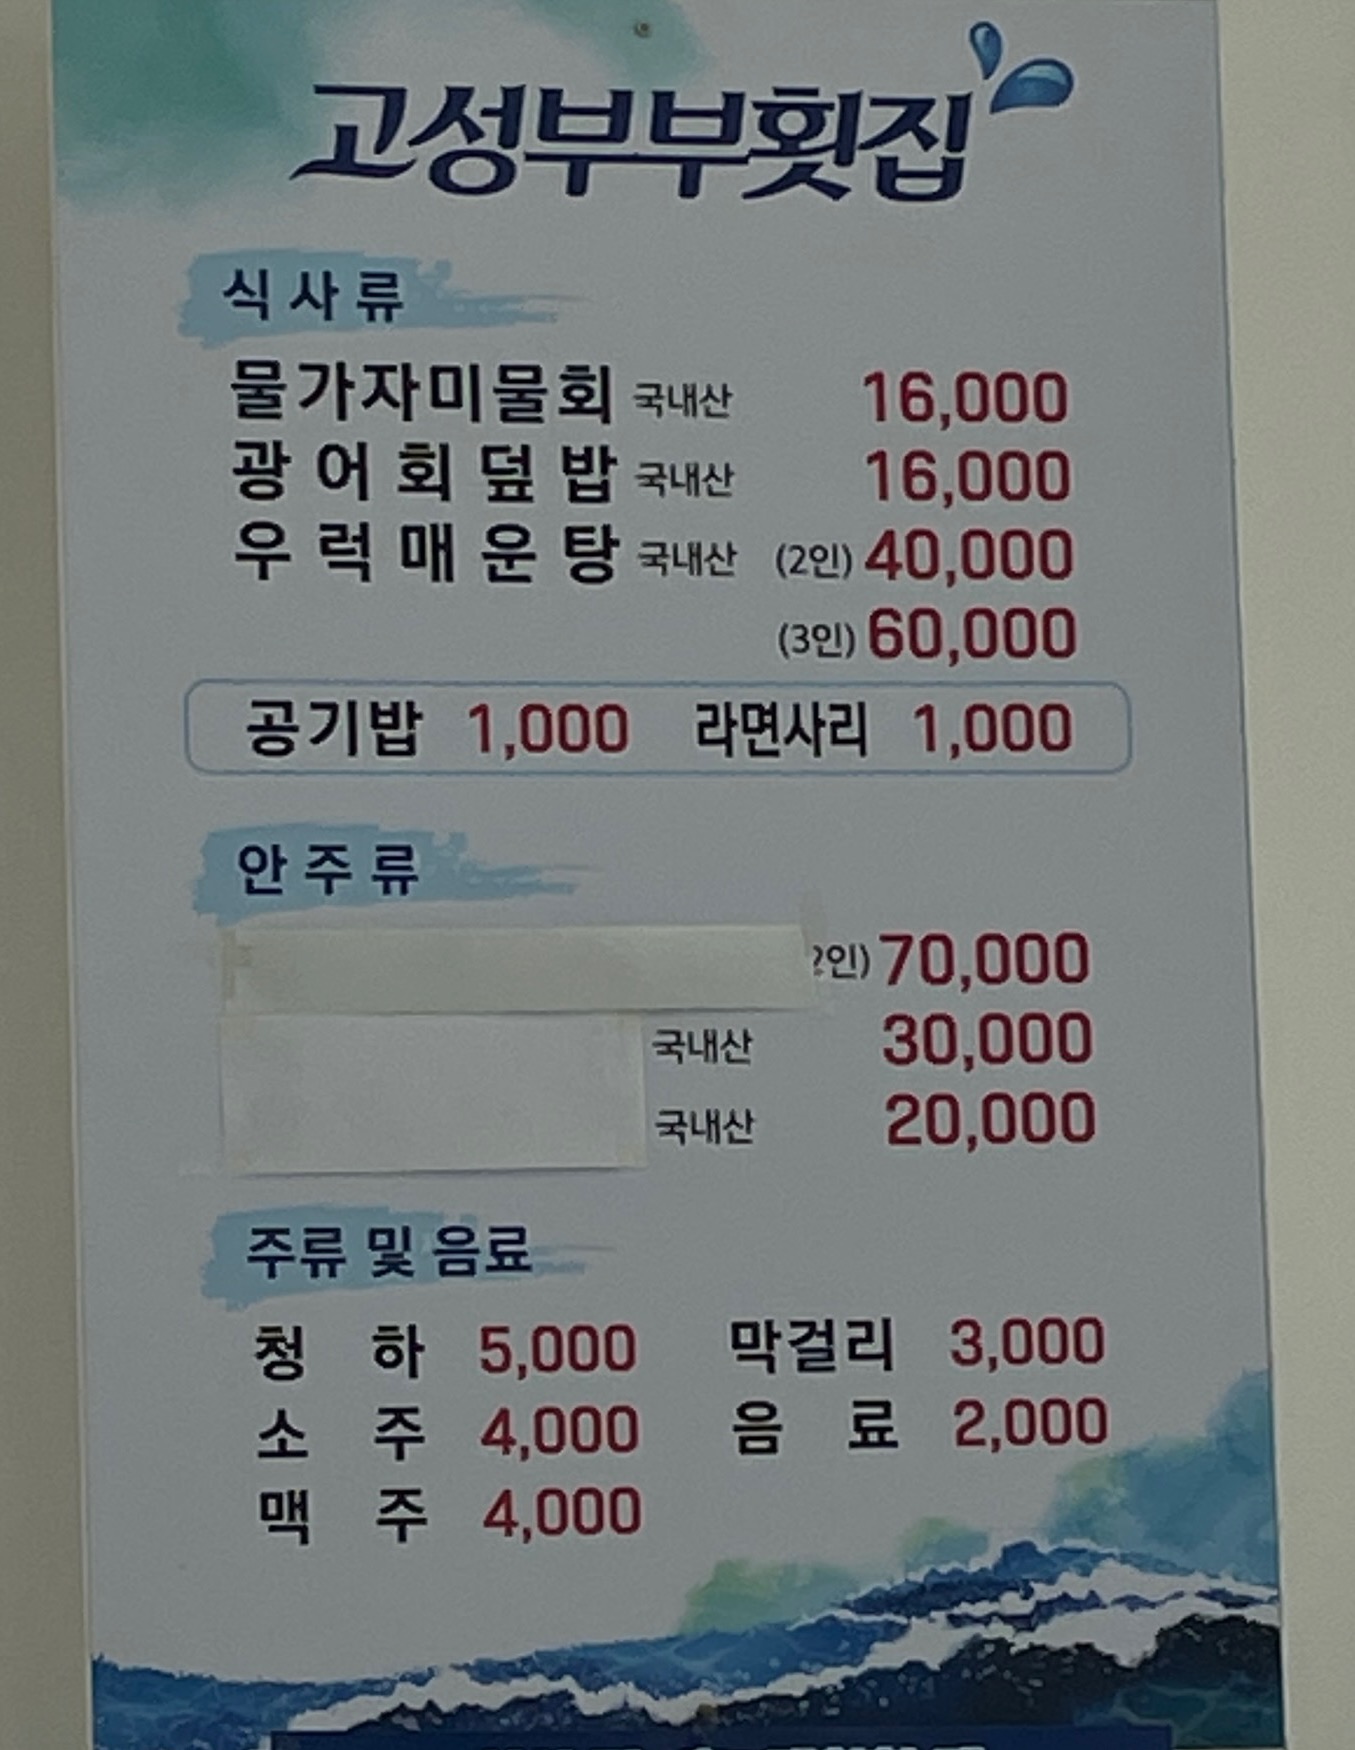 고성부부횟집
식사류
물가자미물회 국내산 16,000
광어회덮밥 국내산 16,000
우럭매운탕 국내산 (2인) 40,000
(3인) 60,000
공기밥 1,000 라면사리 1,000
안주류
2인) 70,000
국내산 30,000
국내산 20,000
주류 및 음료
청하 5,000 막걸리 3,000
소주 4,000 음료 2,000
맥주 4,000